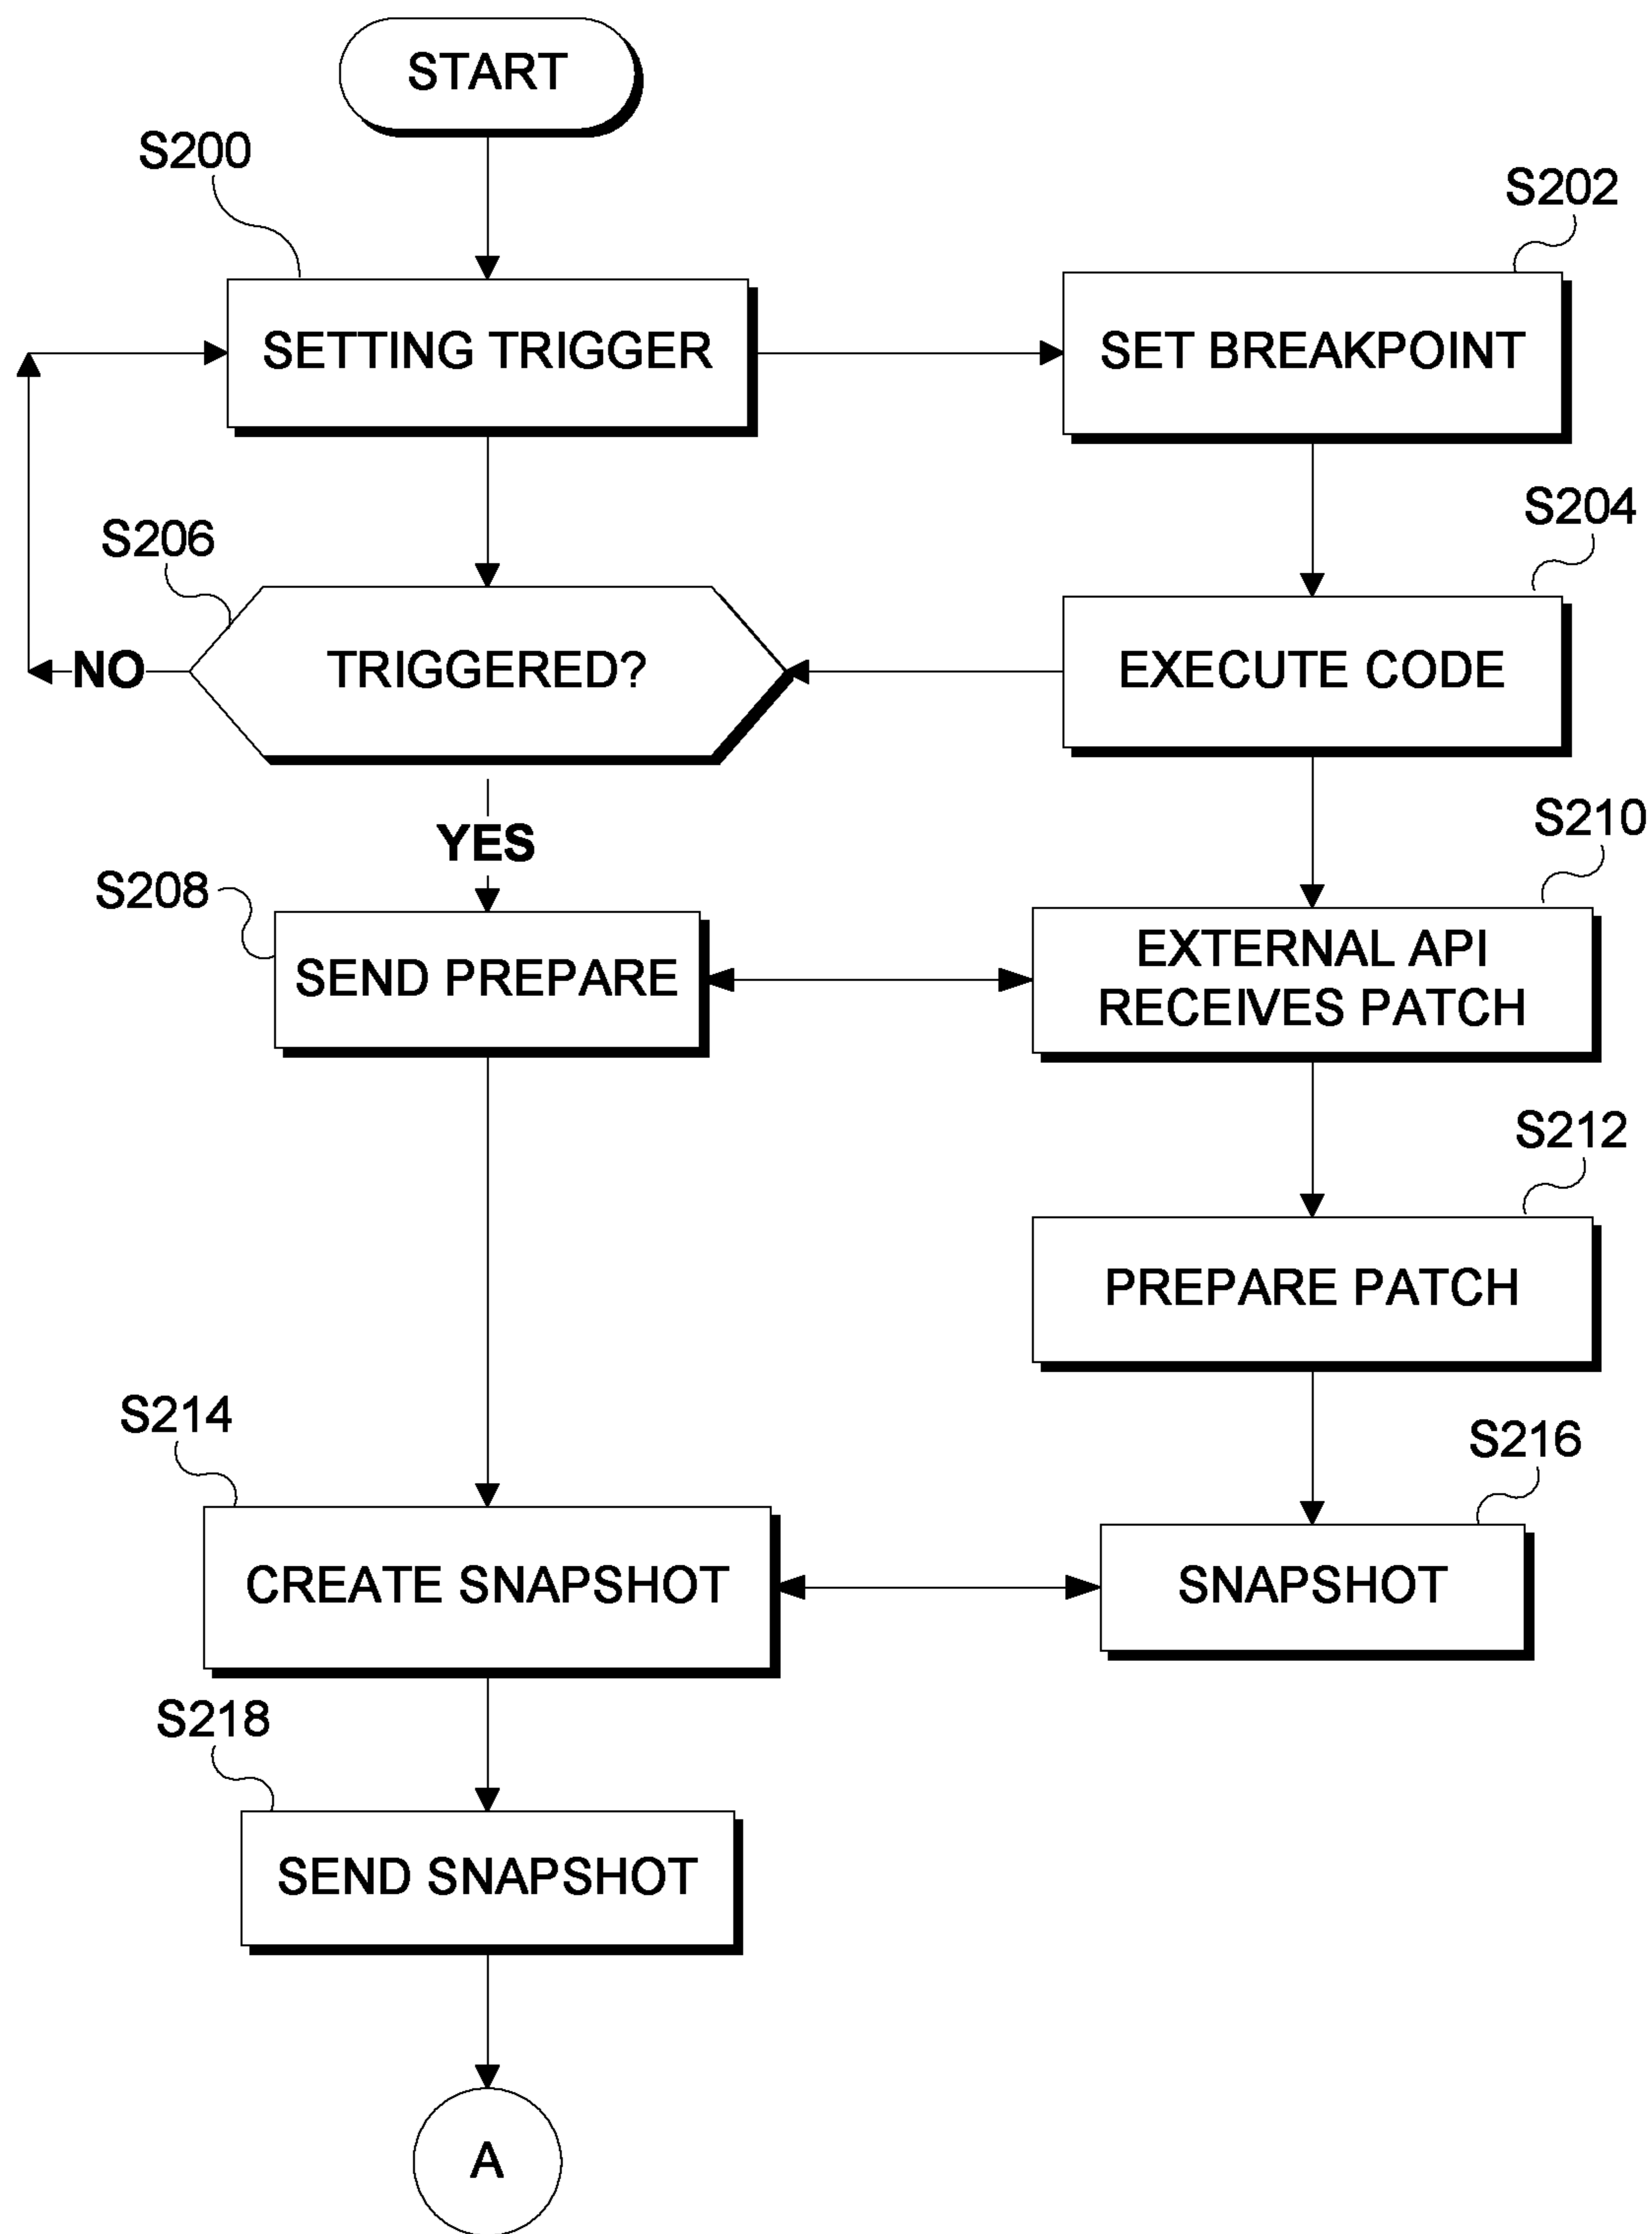 START
S200
S202
SETTING TRIGGER
SET BREAKPOINT
S204
S206
TRIGGERED?
EXECUTE CODE
NO
S210
YES
S208
SEND PREPARE
EXTERNAL API
RECEIVES PATCH
S212
PREPARE PATCH
S214
S216
CREATE SNAPSHOT
SNAPSHOT
S218
SEND SNAPSHOT
A